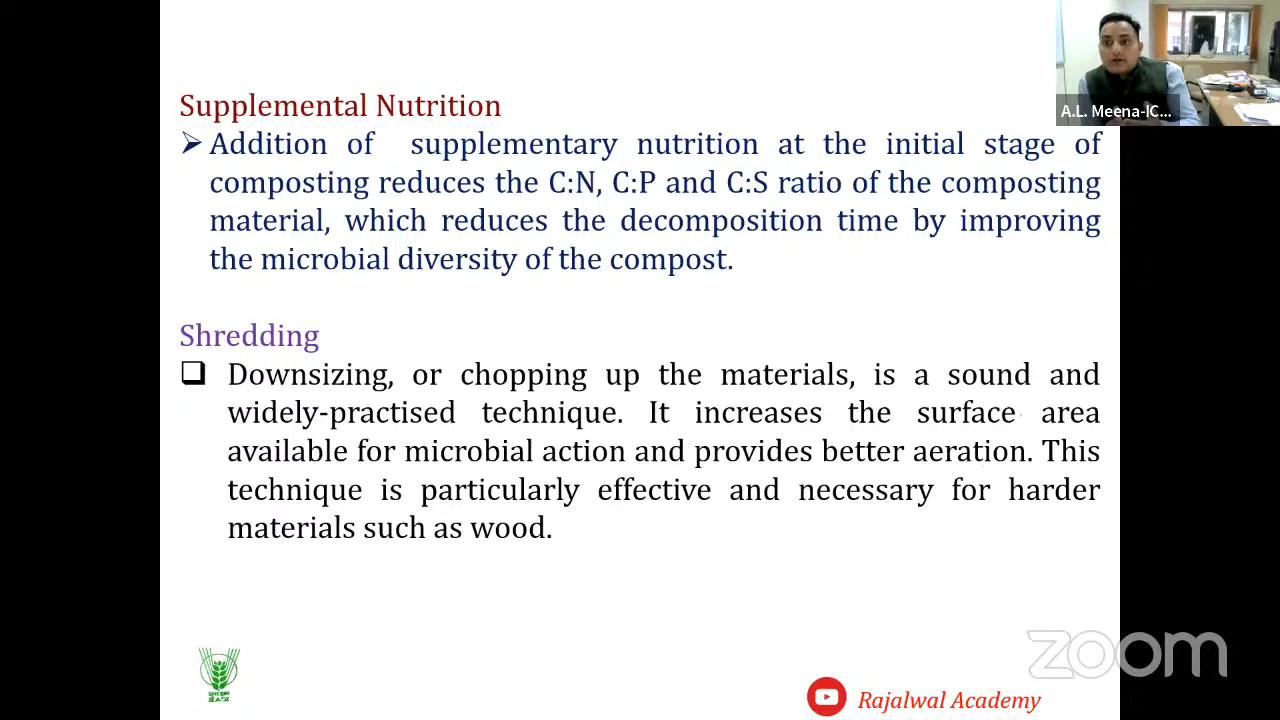 A.L. Meena-IC...
Supplemental Nutrition
Addition of supplementary nutrition at the initial stage of
composting reduces the C:N, C:P and C:S ratio of the composting
material, which reduces the decomposition time by improving
the microbial diversity of the compost.
Shredding
Downsizing, or chopping up the materials, is a sound and
widely-practised technique. It increases the surface area
available for microbial action and provides better aeration. This
technique is particularly effective and necessary for harder
materials such as wood.
zoom
Rajalwal Academy